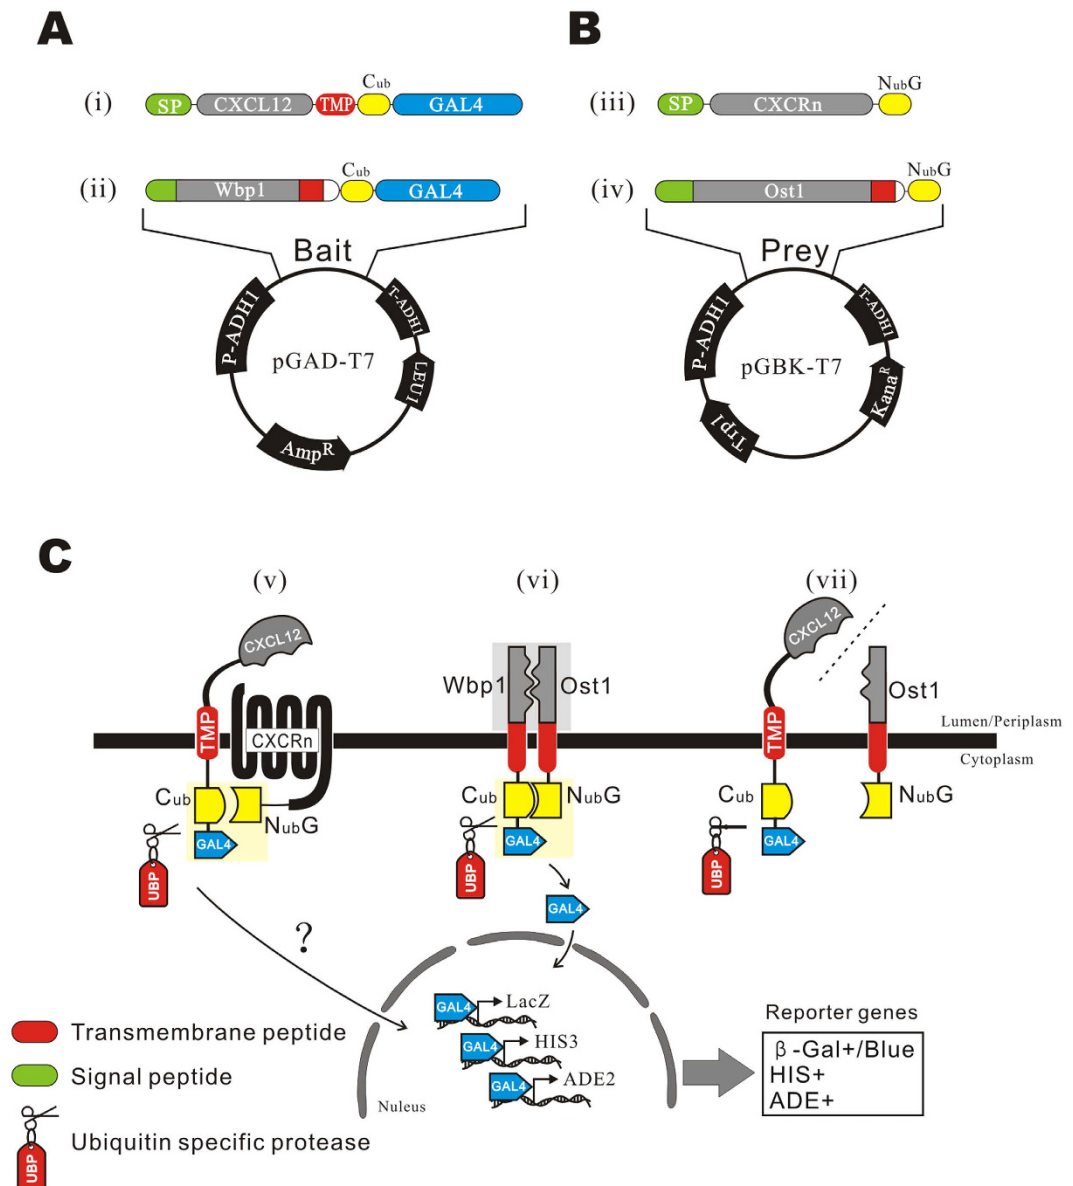 A
B
(i)
SP
CXCL12
TMP
Cub
GAL4
(iii)
SP
CXCRn
NubG
(ii)
Wbp1
Cub
GAL4
(iv)
Ost1
NubG
Bait
P-ADH1
T-ADH1
pGAD-T7
LEU1
AmpR
Prey
P-ADH1
T-ADH1
pGBK-T7
KanaR
Trp1
C
(v)
(vi)
(vii)
CXCL12
TMP
CXCRn
Cub
NubG
GAL4
UBP
Wbp1
Ost1
Cub
NubG
GAL4
UBP
CXCL12
Ost1
TMP
Lumen/Periplasm
Cytoplasm
Cub
NubG
GAL4
UBP
?
GAL4
GAL4
LacZ
GAL4
HIS3
GAL4
ADE2
Nuleus
Reporter genes
β-Gal+/Blue
HIS+
ADE+
Transmembrane peptide
Signal peptide
UBP
Ubiquitin specific protease